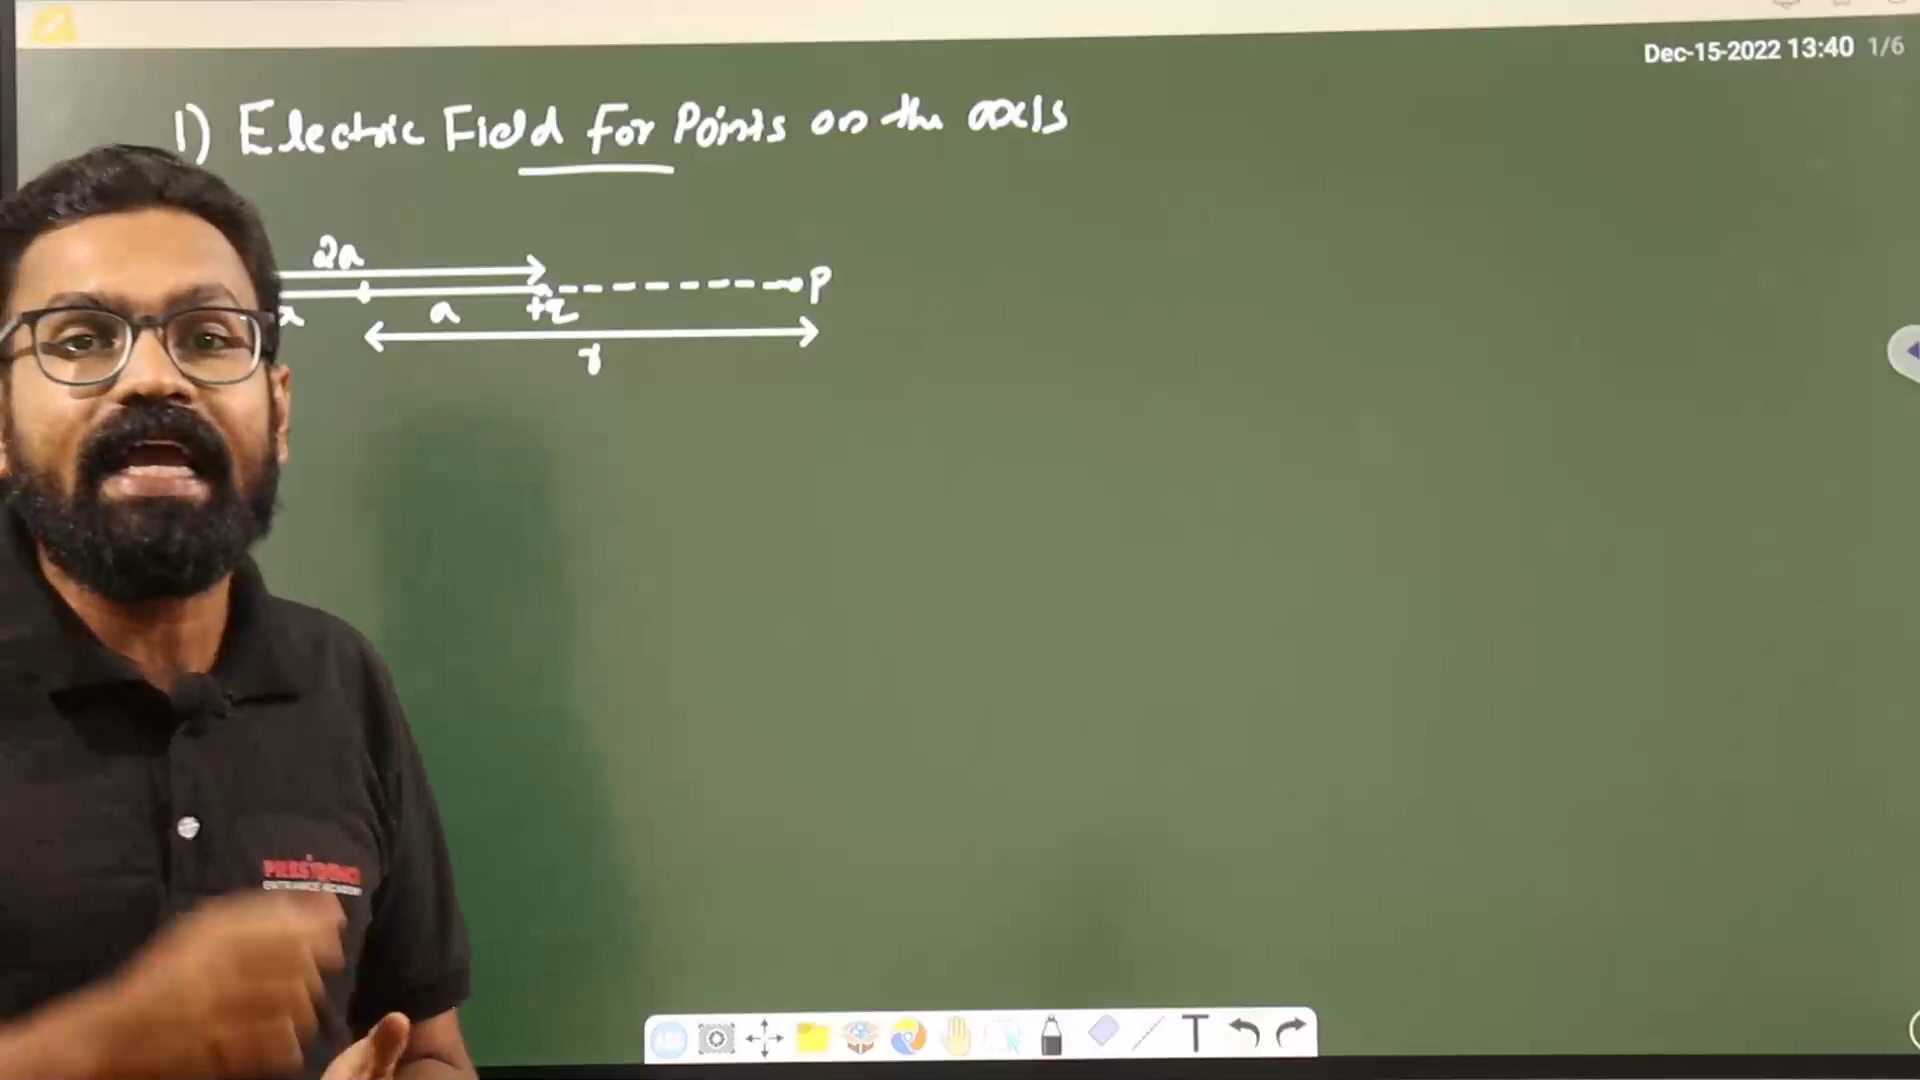 Dec-15-2022 13:40 1/6
1) Electric Field For Points on the axis
2a
P
a
+q
r
T